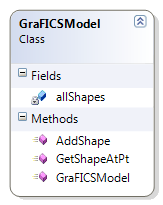 GraFICSModel
Class
Fields
allShapes
Methods
AddShape
GetShapeAtPt
GraFICSModel